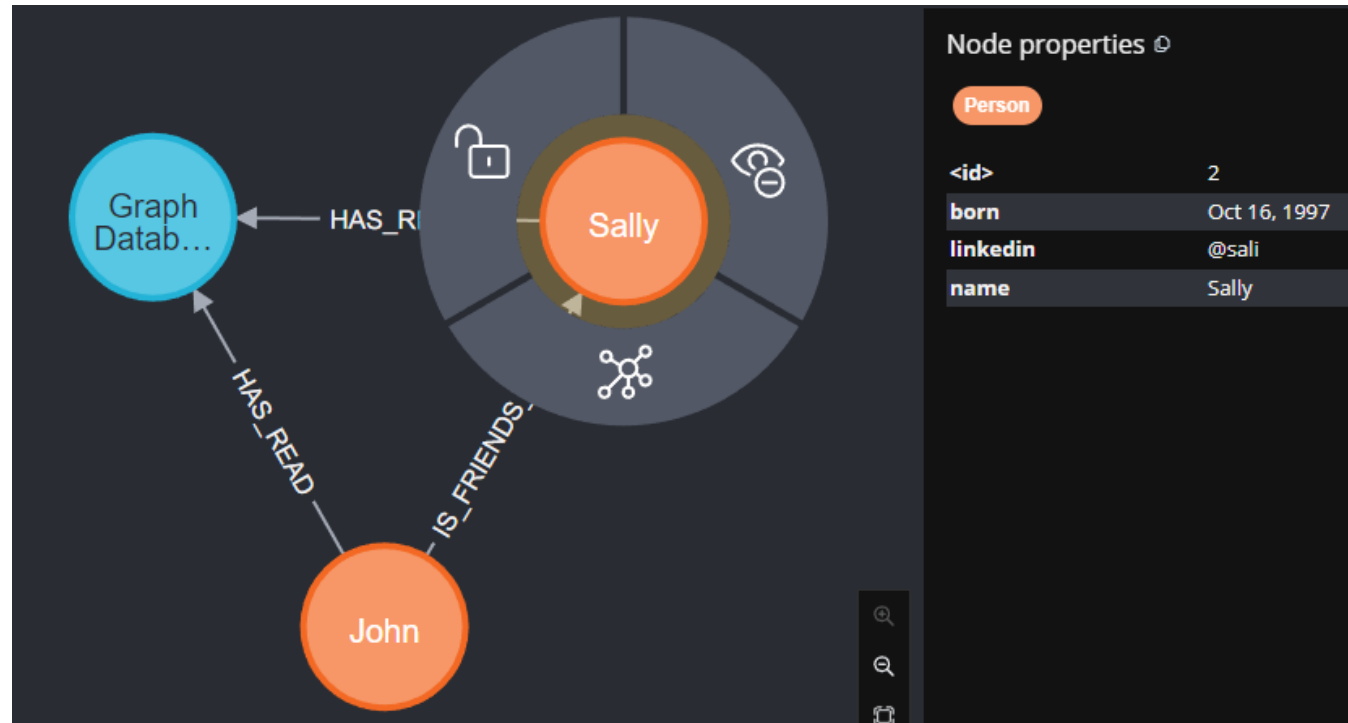 Graph
Datab...
HAS_R
Sally
HAS_READ
IS_FRIENDS_
John
Node properties
Person
<id> 2
born Oct 16, 1997
linkedin @sali
name Sally